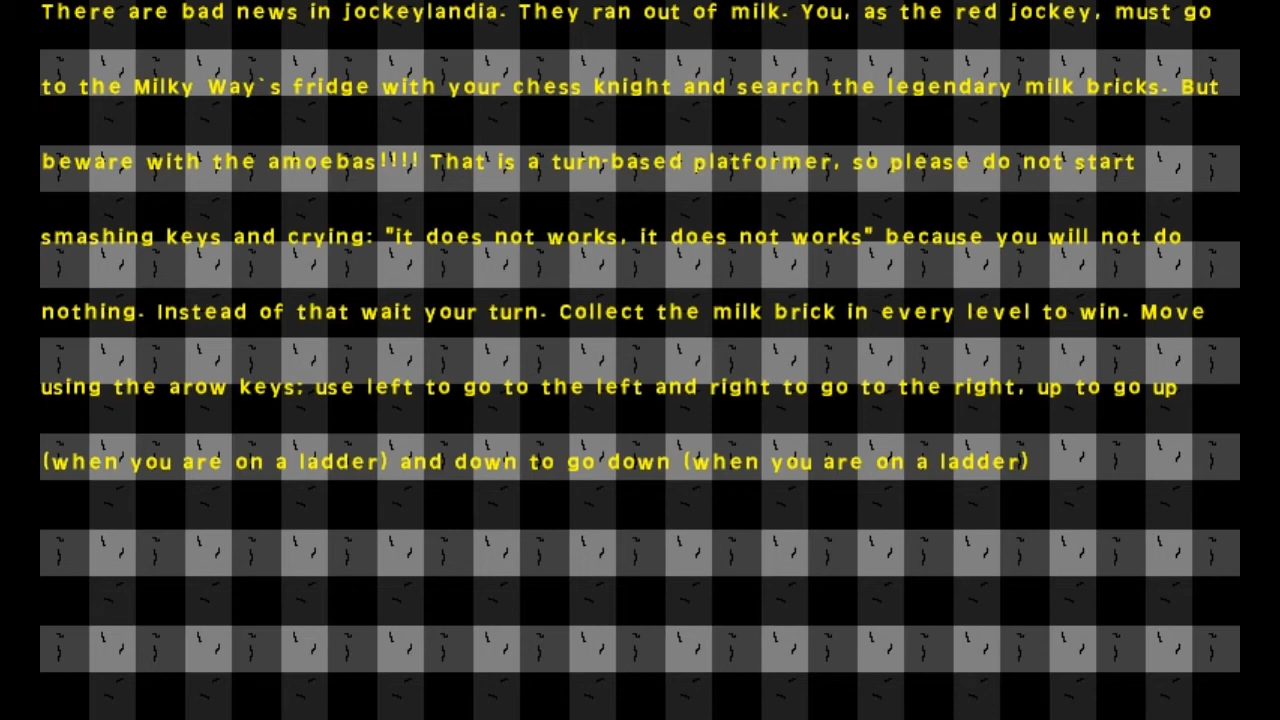 There are bad news in jockeylandia. They ran out of milk. You, as the red jockey, must go
to the Milky Way`s fridge with your chess knight and search the legendary milk bricks. But
beware with the amoebas!!!! That is a turn-based platformer, so please do not start
smashing keys and crying: "it does not works, it does not works" because you will not do
nothing. Instead of that wait your turn. Collect the milk brick in every level to win. Move
using the arow keys; use left to go to the left and right to go to the right, up to go up
(when you are on a ladder) and down to go down (when you are on a ladder)